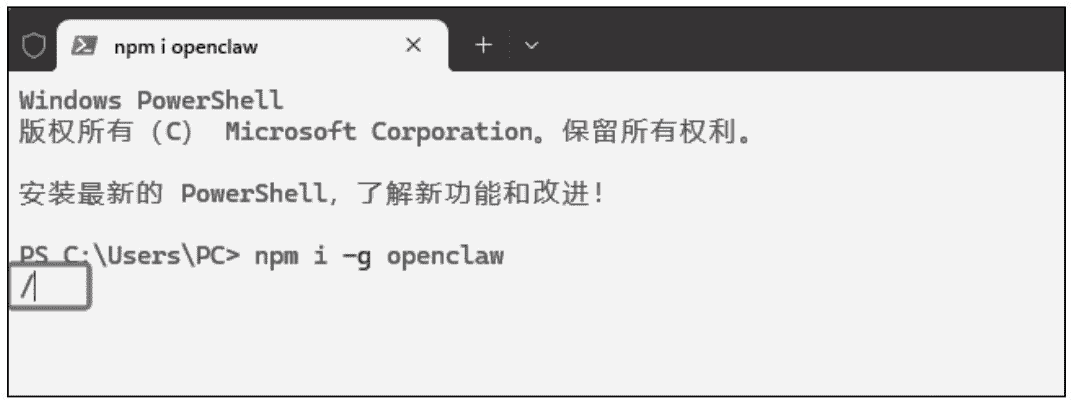 npm i openclaw
Windows PowerShell
版权所有 (C) Microsoft Corporation。保留所有权利。
安装最新的 PowerShell，了解新功能和改进!
PS C:\Users\PC> npm i -g openclaw
/